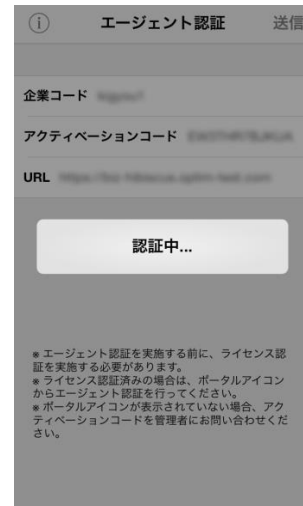 エージェント認証 送信
企業コード
アクティベーションコード
URL
認証中...
※ エージェント認証を実施する前に、ライセンス認
証を実施する必要があります。
※ ライセンス認証済みの場合は、ポータルアイコン
からエージェント認証を行ってください。
※ ポータルアイコンが表示されていない場合、アク
ティベーションコードを管理者にお問い合わせくだ
さい。